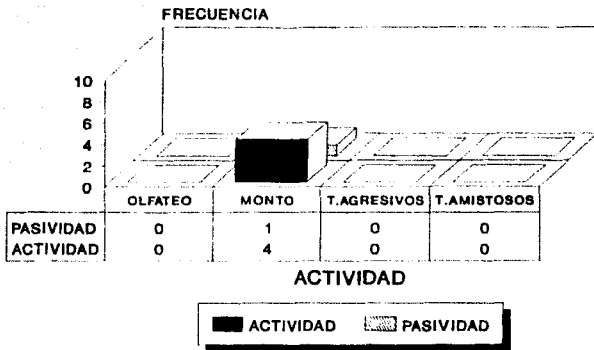 FRECUENCIA
10
8
6
4
2
0
OLFATEO MONTO T.AGRESIVOS T.AMISTOSOS
PASIVIDAD 0 1 0 0
ACTIVIDAD 0 4 0 0
ACTIVIDAD
ACTIVIDAD PASIVIDAD